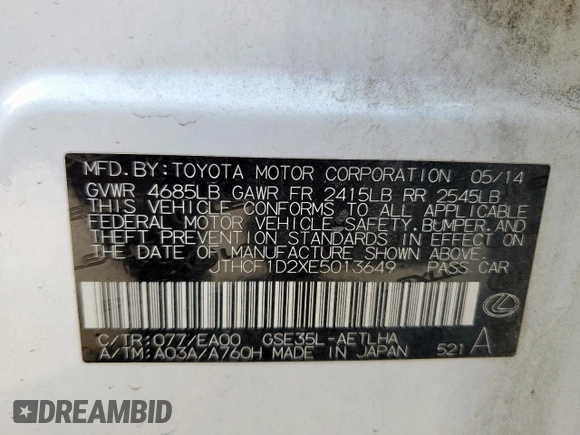 MFD.BY:TOYOTA MOTOR CORPORATION 05/14
GVWR 4685LB GAWR FR 2415LB RR 2545LB
THIS VEHICLE CONFORMS TO ALL APPLICABLE
FEDERAL MOTOR VEHICLE SAFETY,BUMPER,AND
THEFT PREVENTION STANDARDS IN EFFECT ON
THE DATE OF MANUFACTURE SHOWN ABOVE.
JTHCF1D2XE5013649 PASS CAR
C/TR:077/EA00 GSE35L-AETLHA
A/TM:A03A/A760H MADE IN JAPAN 521 A
DREAMBID